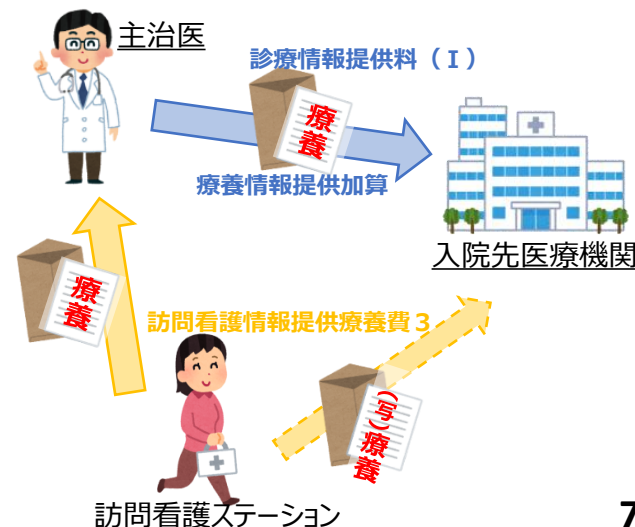 主治医
診療情報提供料（Ⅰ）
療養
療養情報提供加算
入院先医療機関
療養
訪問看護情報提供療養費３
（写）療養
訪問看護ステーション
7